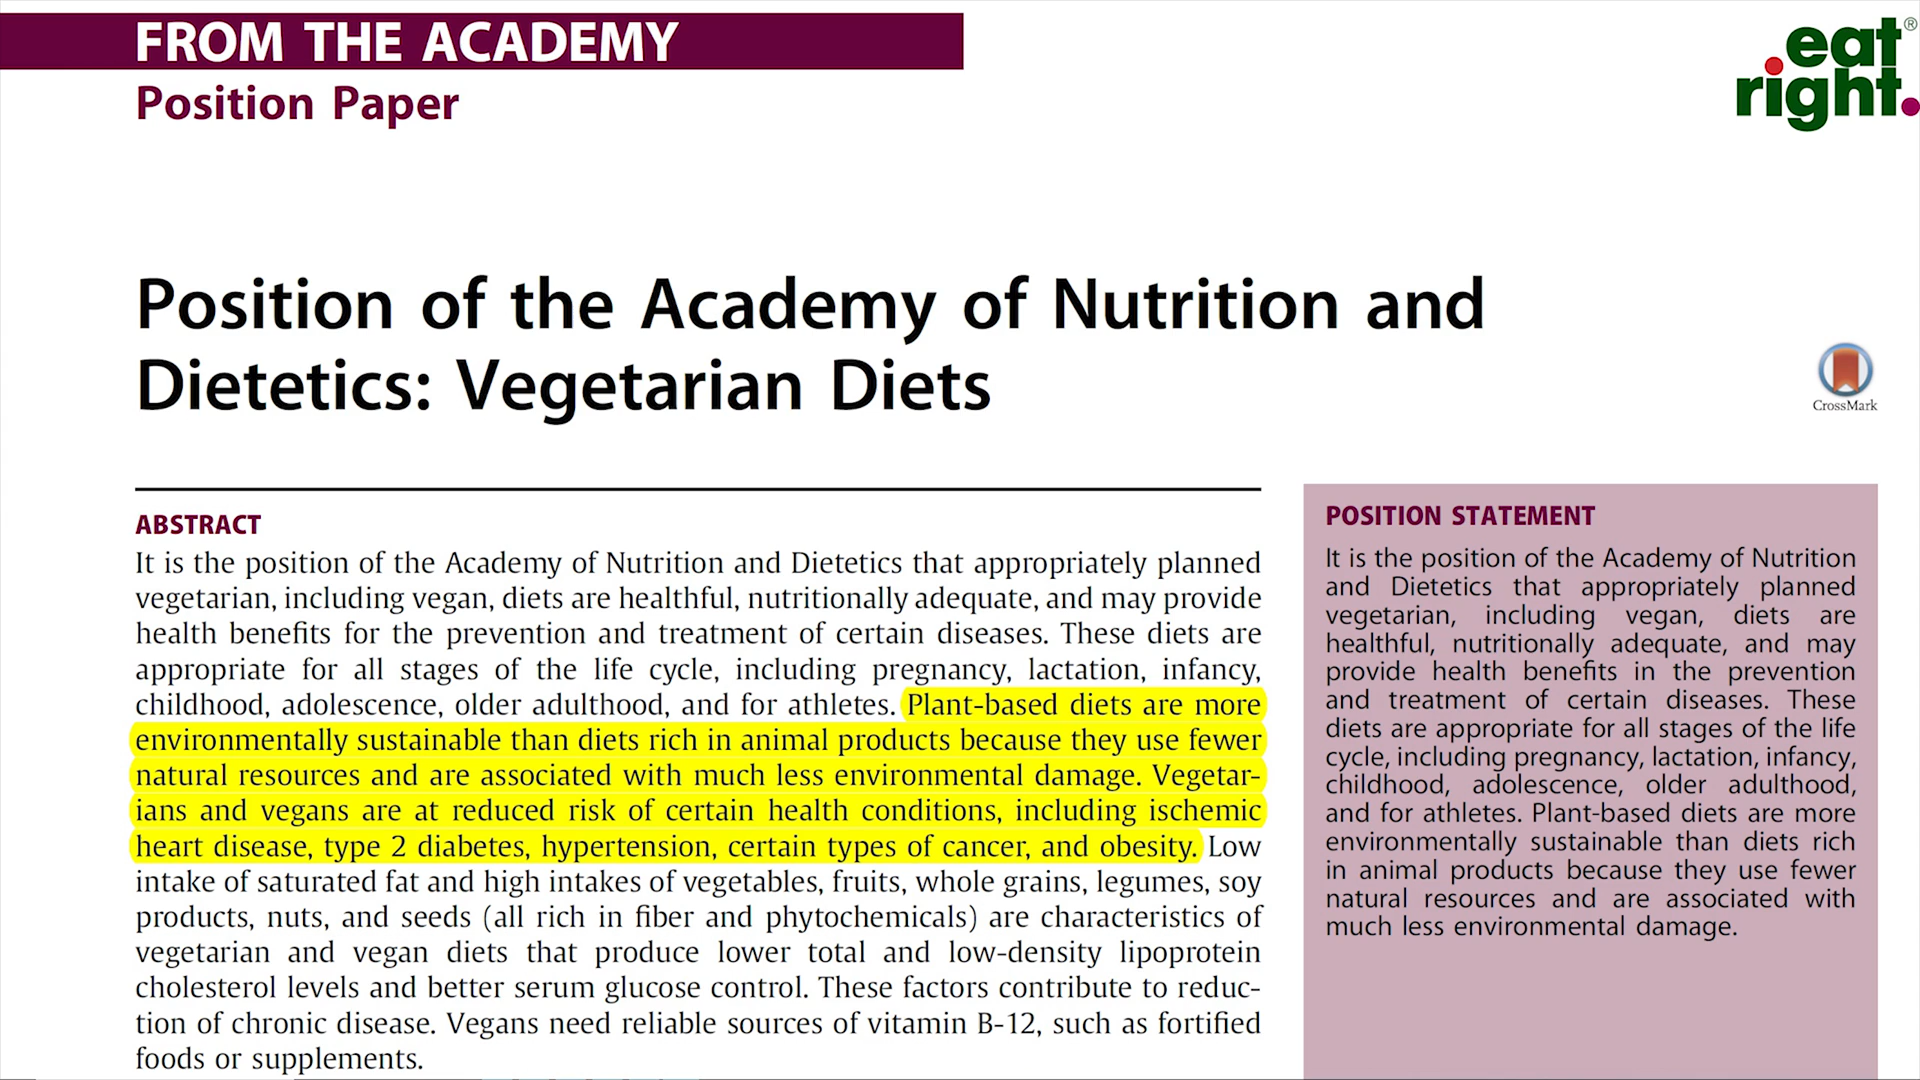 FROM THE ACADEMY
Position Paper
eat®
right.
Position of the Academy of Nutrition and
Dietetics: Vegetarian Diets
CrossMark
ABSTRACT
It is the position of the Academy of Nutrition and Dietetics that appropriately planned
vegetarian, including vegan, diets are healthful, nutritionally adequate, and may provide
health benefits for the prevention and treatment of certain diseases. These diets are
appropriate for all stages of the life cycle, including pregnancy, lactation, infancy,
childhood, adolescence, older adulthood, and for athletes. Plant-based diets are more
environmentally sustainable than diets rich in animal products because they use fewer
natural resources and are associated with much less environmental damage. Vegetar-
ians and vegans are at reduced risk of certain health conditions, including ischemic
heart disease, type 2 diabetes, hypertension, certain types of cancer, and obesity. Low
intake of saturated fat and high intakes of vegetables, fruits, whole grains, legumes, soy
products, nuts, and seeds (all rich in fiber and phytochemicals) are characteristics of
vegetarian and vegan diets that produce lower total and low-density lipoprotein
cholesterol levels and better serum glucose control. These factors contribute to reduc-
tion of chronic disease. Vegans need reliable sources of vitamin B-12, such as fortified
foods or supplements.
POSITION STATEMENT
It is the position of the Academy of Nutrition
and Dietetics that appropriately planned
vegetarian, including vegan, diets are
healthful, nutritionally adequate, and may
provide health benefits in the prevention
and treatment of certain diseases. These
diets are appropriate for all stages of the life
cycle, including pregnancy, lactation, infancy,
childhood, adolescence, older adulthood,
and for athletes. Plant-based diets are more
environmentally sustainable than diets rich
in animal products because they use fewer
natural resources and are associated with
much less environmental damage.